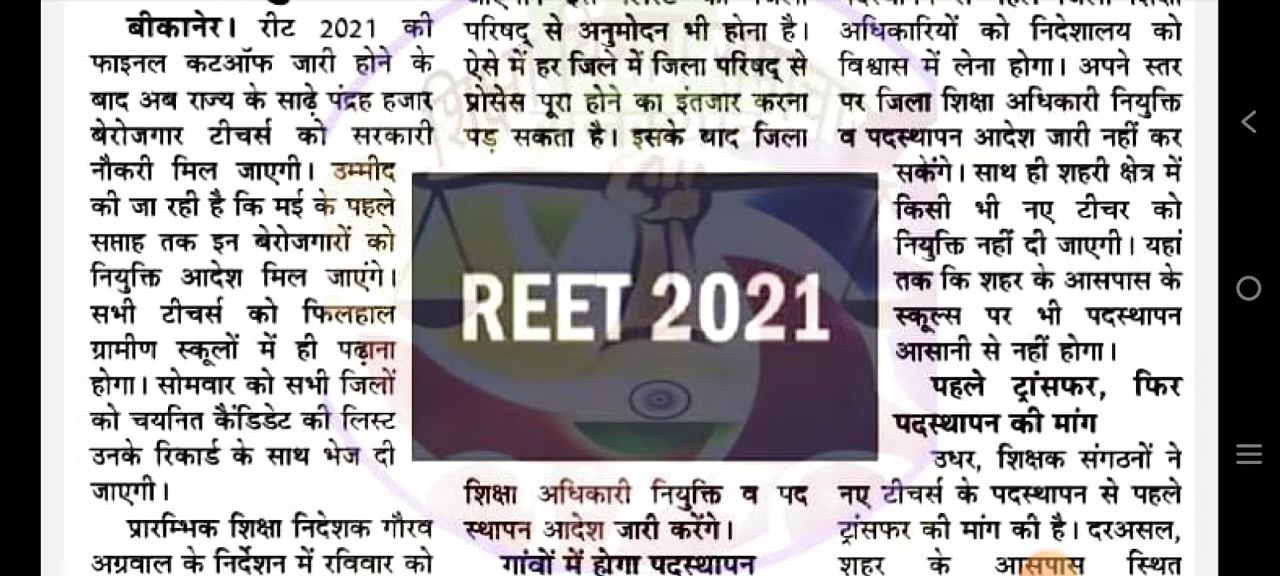 बीकानेर। रीट 2021 की
फाइनल कटऑफ जारी होने के
बाद अब राज्य के साढ़े पंद्रह हजार
बेरोजगार टीचर्स को सरकारी
नौकरी मिल जाएगी। उम्मीद
की जा रही है कि मई के पहले
सप्ताह तक इन बेरोजगारों को
नियुक्ति आदेश मिल जाएंगे।
सभी टीचर्स को फिलहाल
ग्रामीण स्कूलों में ही पढ़ाना
होगा। सोमवार को सभी जिलों
को चयनित कैंडिडेट की लिस्ट
उनके रिकार्ड के साथ भेज दी
जाएगी।
प्रारम्भिक शिक्षा निदेशक गौरव
अग्रवाल के निर्देशन में रविवार को
परिषद् से अनुमोदन भी होना है।
ऐसे में हर जिले में जिला परिषद् से
प्रोसेस पूरा होने का इंतजार करना
पड़ सकता है। इसके बाद जिला
REET 2021
शिक्षा अधिकारी नियुक्ति व पद
स्थापन आदेश जारी करेंगे।
गांवों में होगा पदस्थापन
अधिकारियों को निदेशालय को
विश्वास में लेना होगा। अपने स्तर
पर जिला शिक्षा अधिकारी नियुक्ति
व पदस्थापन आदेश जारी नहीं कर
सकेंगे। साथ ही शहरी क्षेत्र में
किसी भी नए टीचर को
नियुक्ति नहीं दी जाएगी। यहां
तक कि शहर के आसपास के
स्कूल्स पर भी पदस्थापन
आसानी से नहीं होगा।
पहले ट्रांसफर, फिर
पदस्थापन की मांग
उधर, शिक्षक संगठनों ने
नए टीचर्स के पदस्थापन से पहले
ट्रांसफर की मांग की है। दरअसल,
शहर के आसपास स्थित